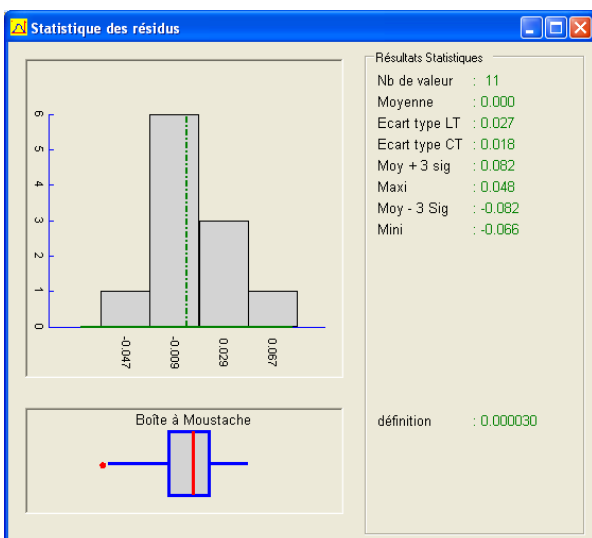 Statistique des résidus
6
5
4
3
2
1
0
-0.047
-0.009
0.029
0.067
Boîte à Moustache
Résultats Statistiques
Nb de valeur : 11
Moyenne : 0.000
Ecart type LT : 0.027
Ecart type CT : 0.018
Moy + 3 sig : 0.082
Maxi : 0.048
Moy - 3 Sig : -0.082
Mini : -0.066
définition : 0.000030